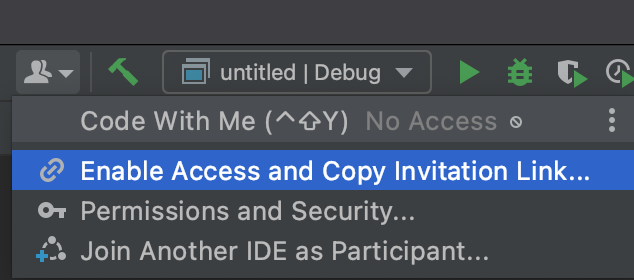 untitled | Debug
Code With Me (^⇧Y) No Access
Enable Access and Copy Invitation Link...
Permissions and Security...
Join Another IDE as Participant...